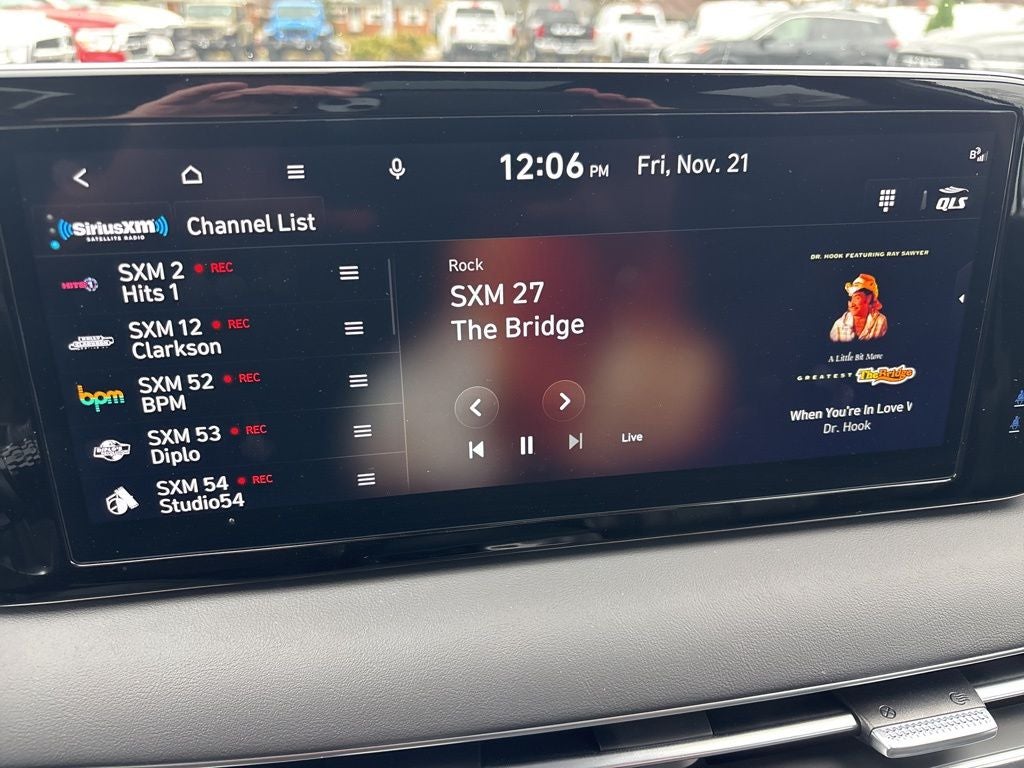 12:06 PM Fri, Nov. 21
((SiriusXM))
SATELLITE RADIO
Channel List
QLS
HITS 1
SXM 2 REC
Hits 1
SXM 12 REC
Clarkson
bpm
SXM 52 REC
BPM
SXM 53 REC
Diplo
SXM 54 REC
Studio54
Rock
SXM 27
The Bridge
Live
DR. HOOK FEATURING RAY SAWYER
A Little Bit More
GREATEST
The Bridge
When You're in Love
Dr. Hook